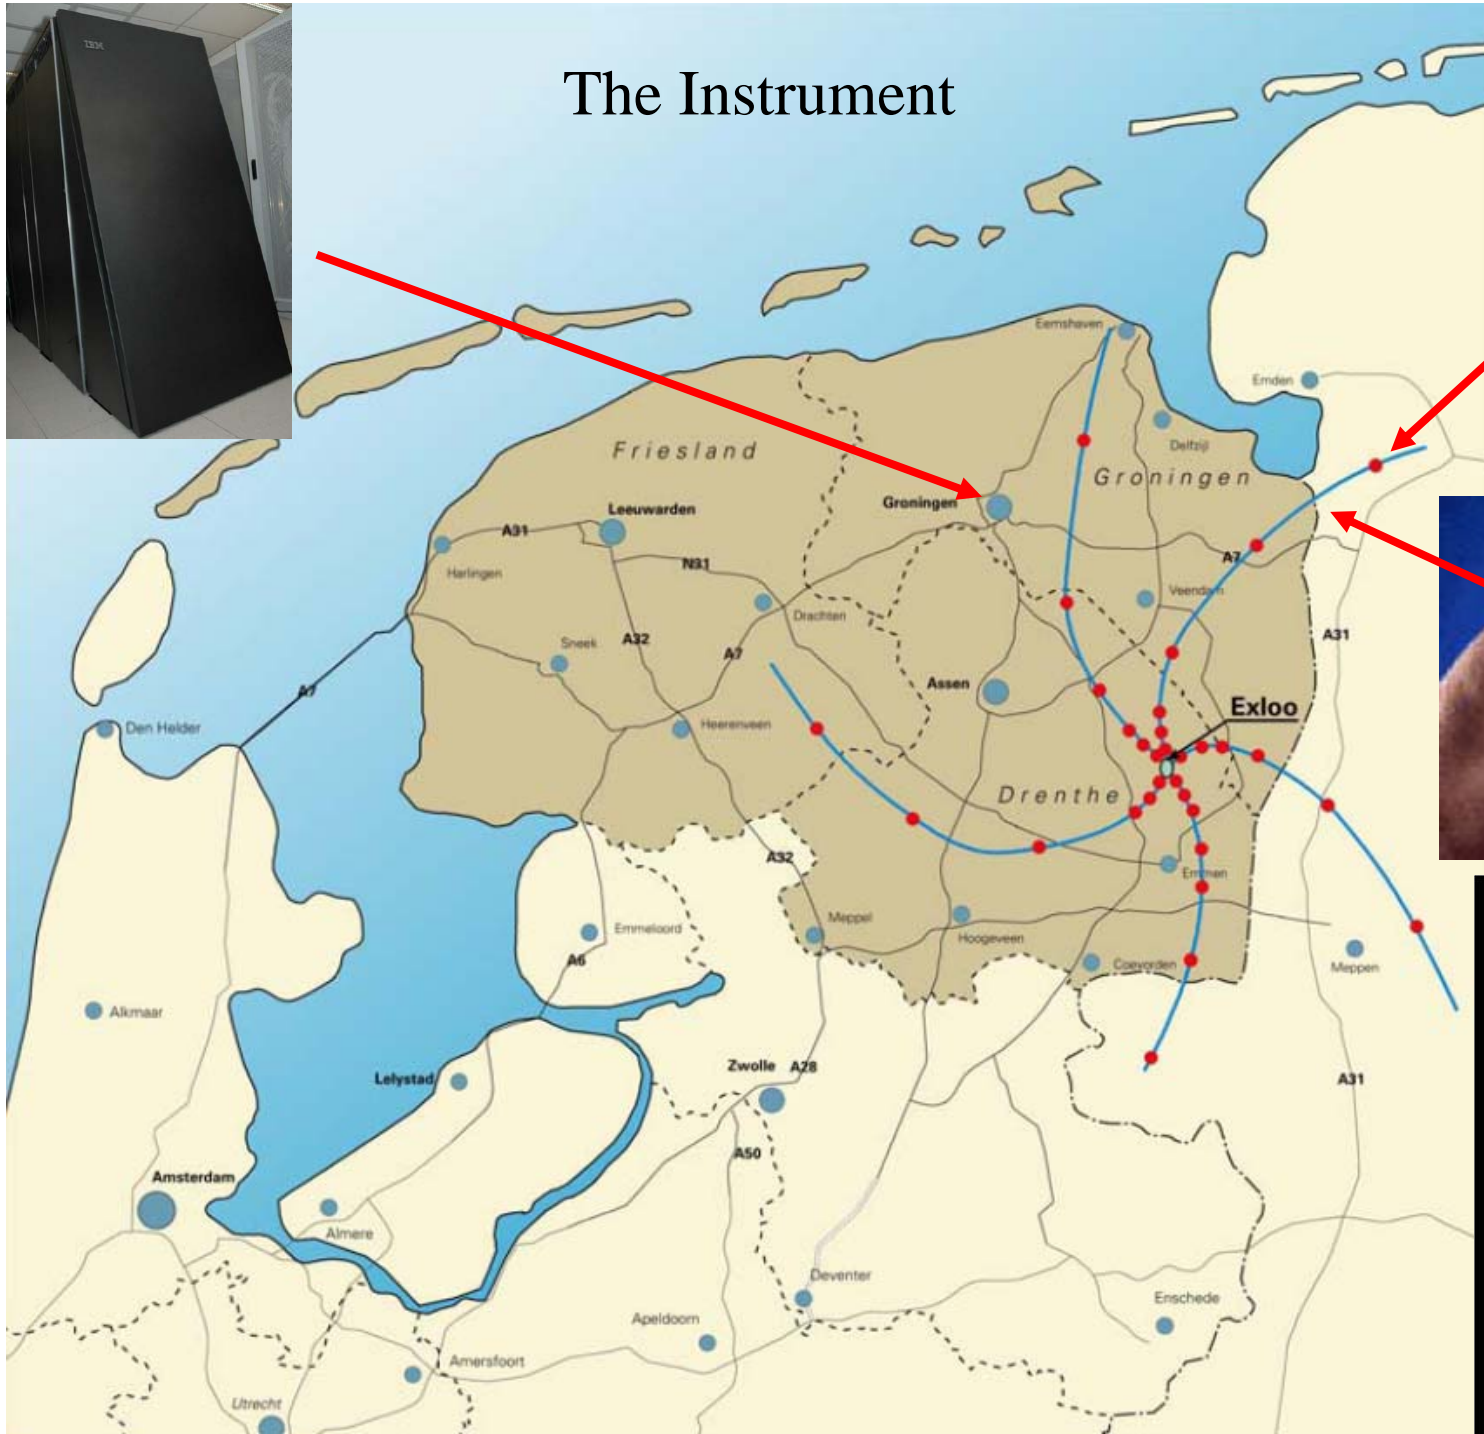 IBM
The Instrument
Eemshaven
Emden
Delfzijl
Friesland
Groningen
Groningen
Leeuwarden
A31
N31
A7
Harlingen
Drachten
Veendam
Sneek
A32
A7
A31
Assen
A7
Exloo
Den Helder
Heerenveen
Drenthe
A32
Emmen
Meppel
Emmeloord
Hoogeveen
A6
Coevorden
Meppen
Alkmaar
Zwolle A28
Lelystad
A31
A50
Amsterdam
Almere
Deventer
Enschede
Apeldoorn
Amersfoort
Utrecht